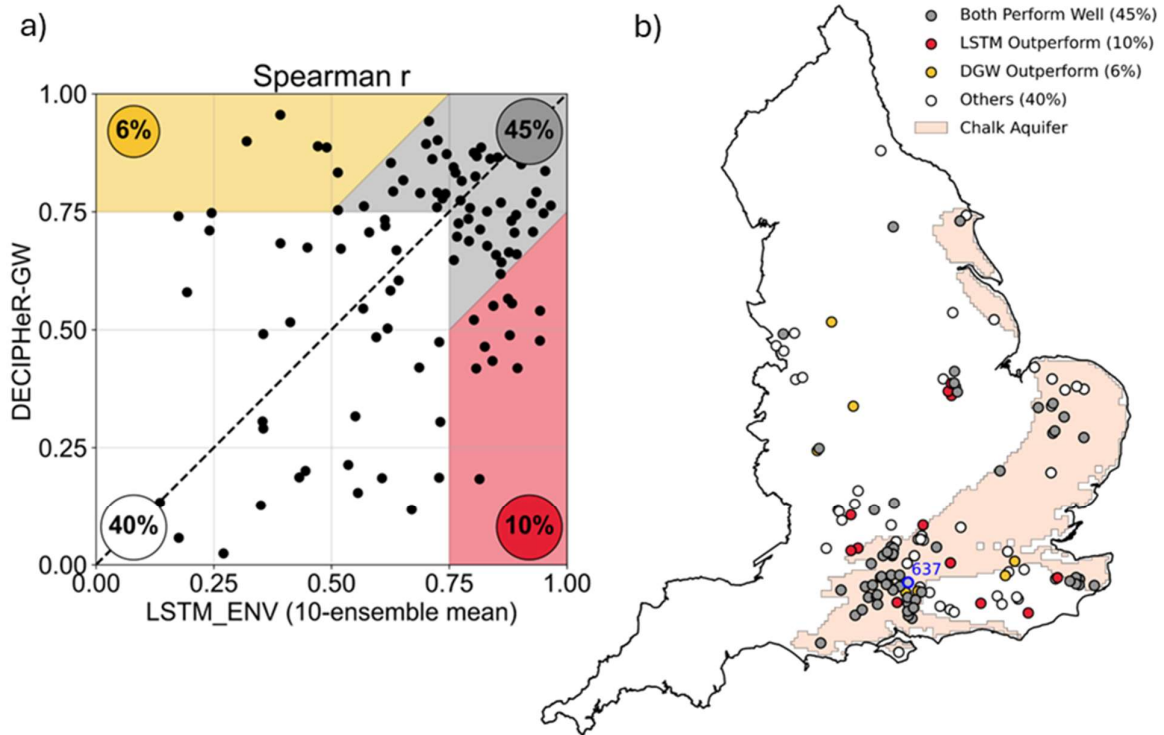 a)
Spearman r
1.00
0.75
0.50
0.25
0.00
DECIPHeR-GW
6%
45%
40%
10%
0.00 0.25 0.50 0.75 1.00
LSTM_ENV (10-ensemble mean)
b)
Both Perform Well (45%)
LSTM Outperform (10%)
DGW Outperform (6%)
Others (40%)
Chalk Aquifer
637